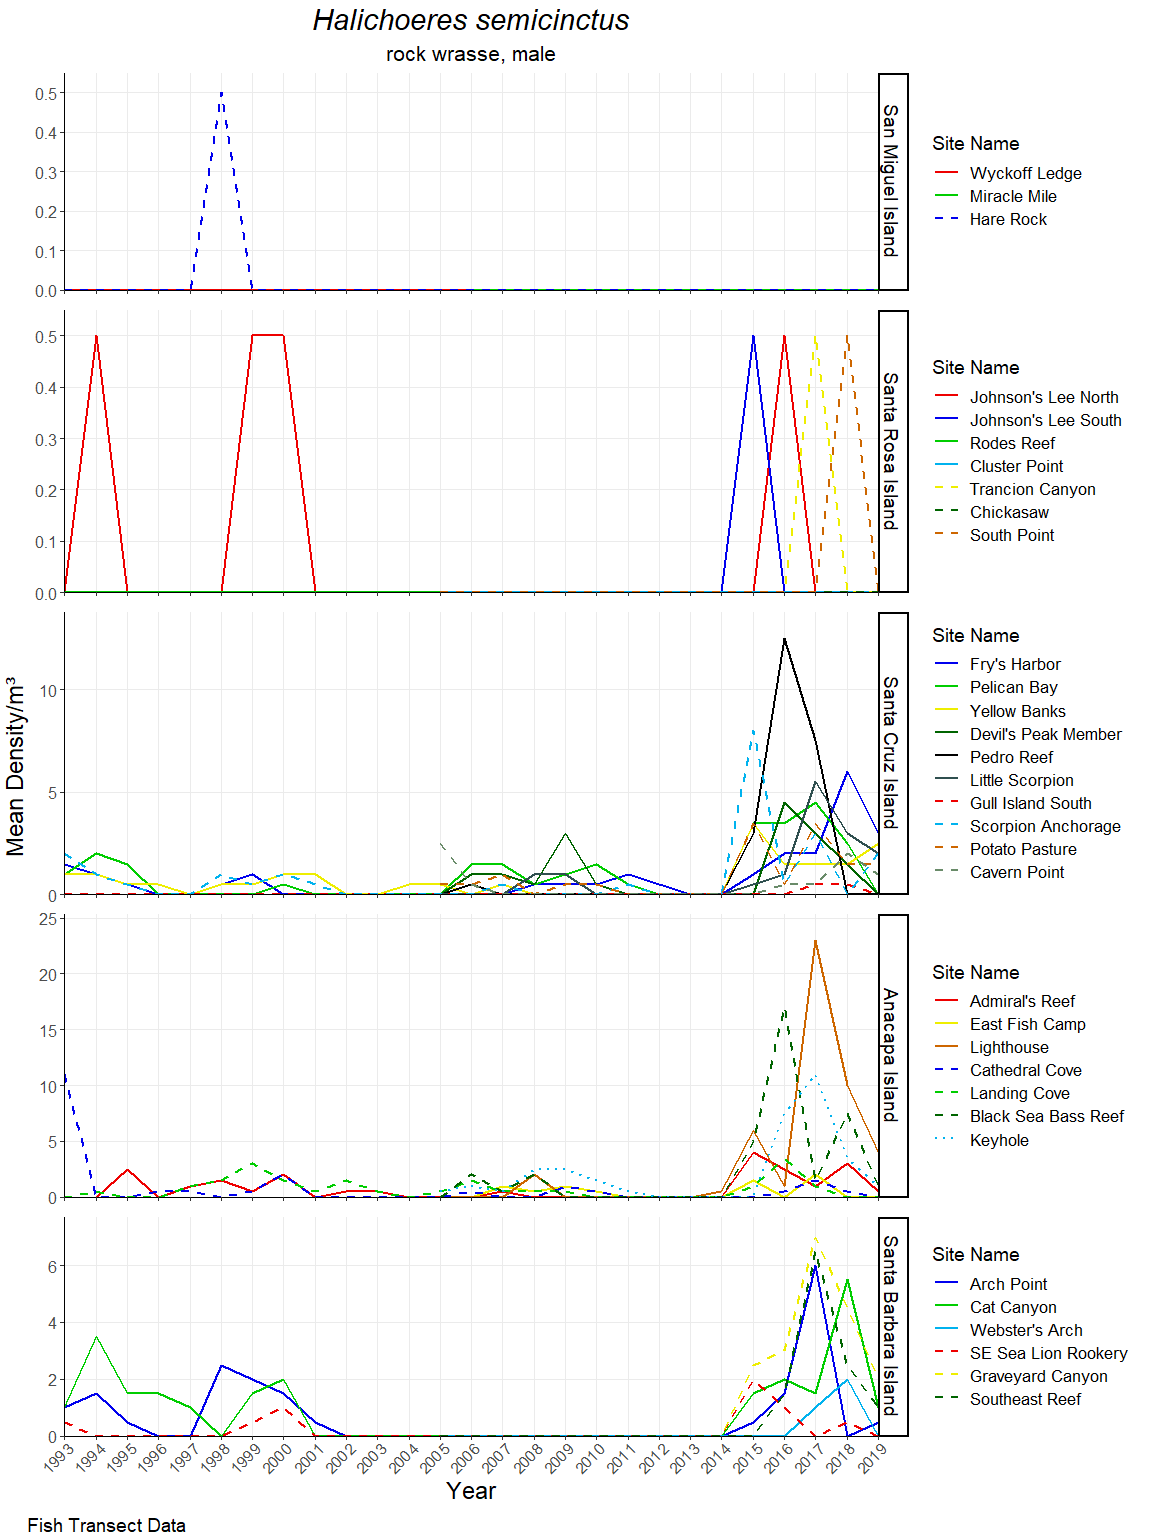 Halichoeres semicinctus
rock wrasse, male
Mean Density/m³
0.5
0.4
0.3
0.2
0.1
0.0
San Miguel Island
Site Name
Wyckoff Ledge
Miracle Mile
Hare Rock
0.5
0.4
0.3
0.2
0.1
0.0
Santa Rosa Island
Site Name
Johnson's Lee North
Johnson's Lee South
Rodes Reef
Cluster Point
Trancion Canyon
Chickasaw
South Point
10
5
0
Santa Cruz Island
Site Name
Fry's Harbor
Pelican Bay
Yellow Banks
Devil's Peak Member
Pedro Reef
Little Scorpion
Gull Island South
Scorpion Anchorage
Potato Pasture
Cavern Point
25
20
15
10
5
0
Anacapa Island
Site Name
Admiral's Reef
East Fish Camp
Lighthouse
Cathedral Cove
Landing Cove
Black Sea Bass Reef
Keyhole
6
4
2
0
Santa Barbara Island
Site Name
Arch Point
Cat Canyon
Webster's Arch
SE Sea Lion Rookery
Graveyard Canyon
Southeast Reef
1993 1994 1995 1996 1997 1998 1999 2000 2001 2002 2003 2004 2005 2006 2007 2008 2009 2010 2011 2012 2013 2014 2015 2016 2017 2018 2019
Year
Fish Transect Data